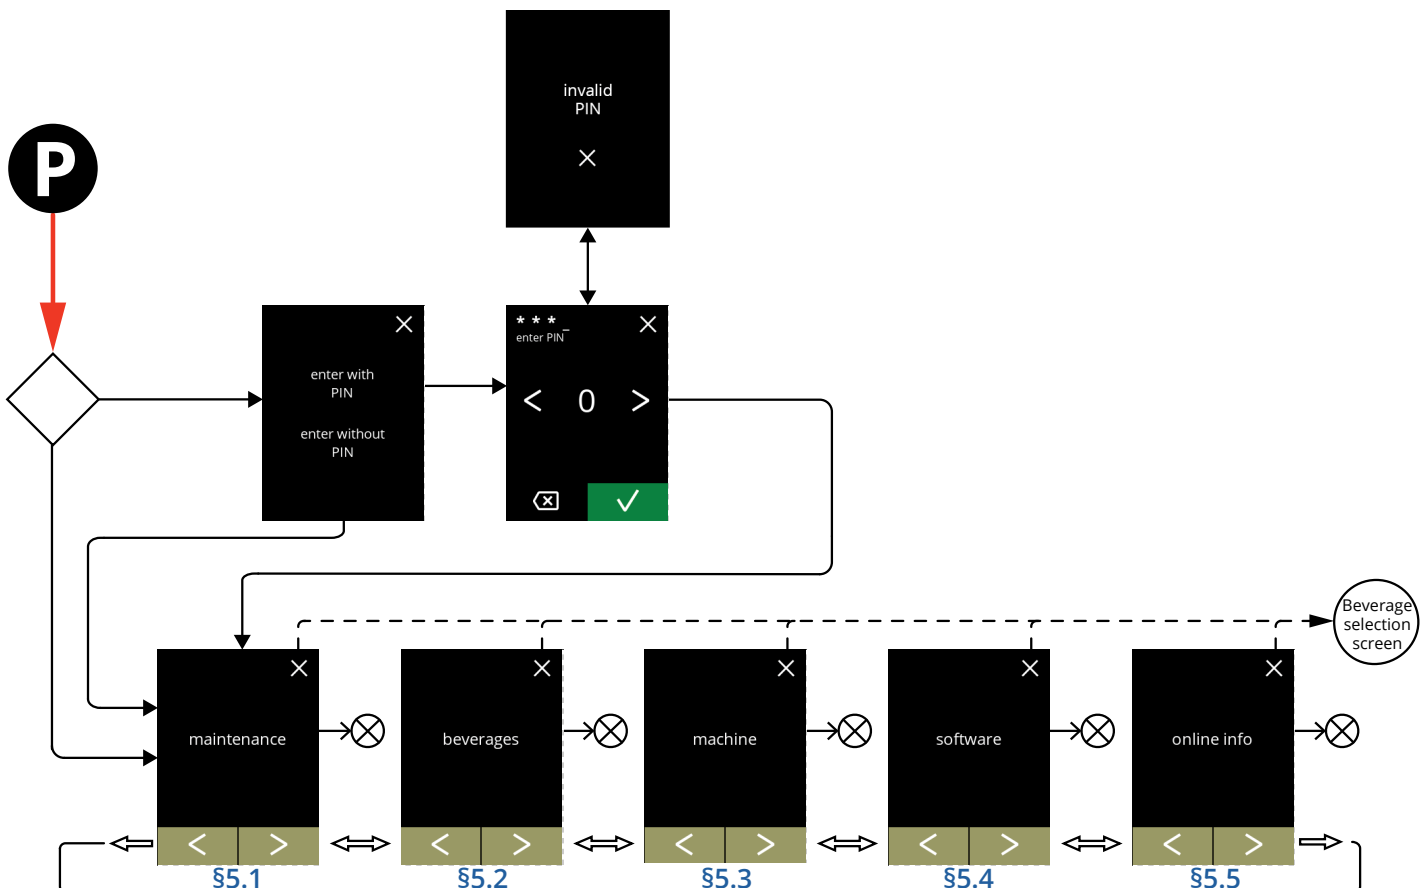 invalid
PIN
P
* * * _
enter PIN
enter with
PIN
enter without
PIN
< 0 >
Beverage
selection
screen
maintenance
beverages
machine
software
online info
< >
< >
< >
< >
< >
§5.1
§5.2
§5.3
§5.4
§5.5